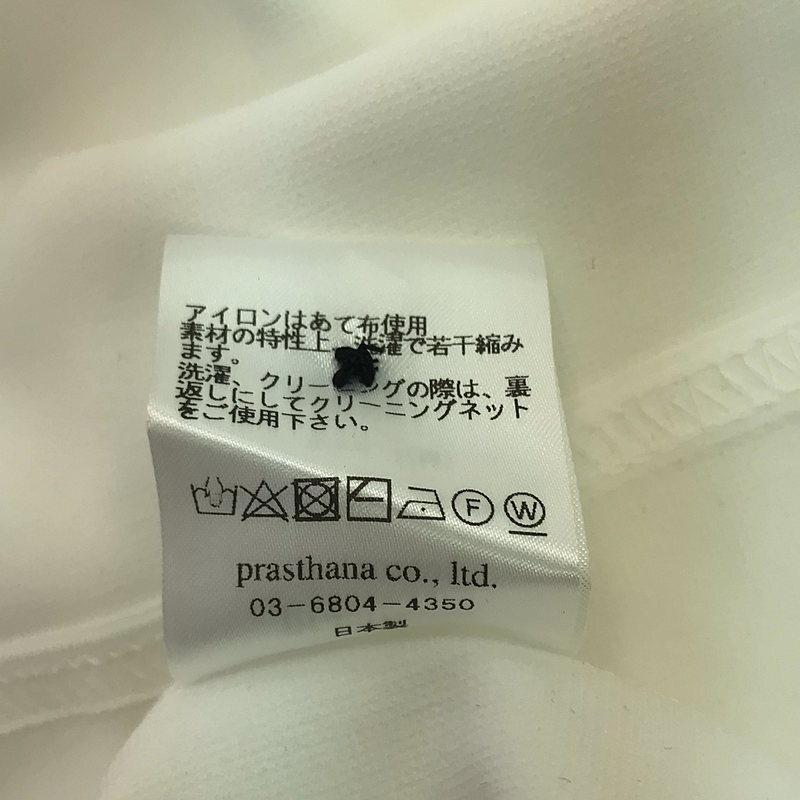 アイロンはあて布使用
素材の特性上、洗濯で若干縮み
ます。
洗濯、クリーニングの際は、裏
返しにしてクリーニングネット
をご使用下さい。
F W
prasthana co., ltd.
03-6804-4350
日本製